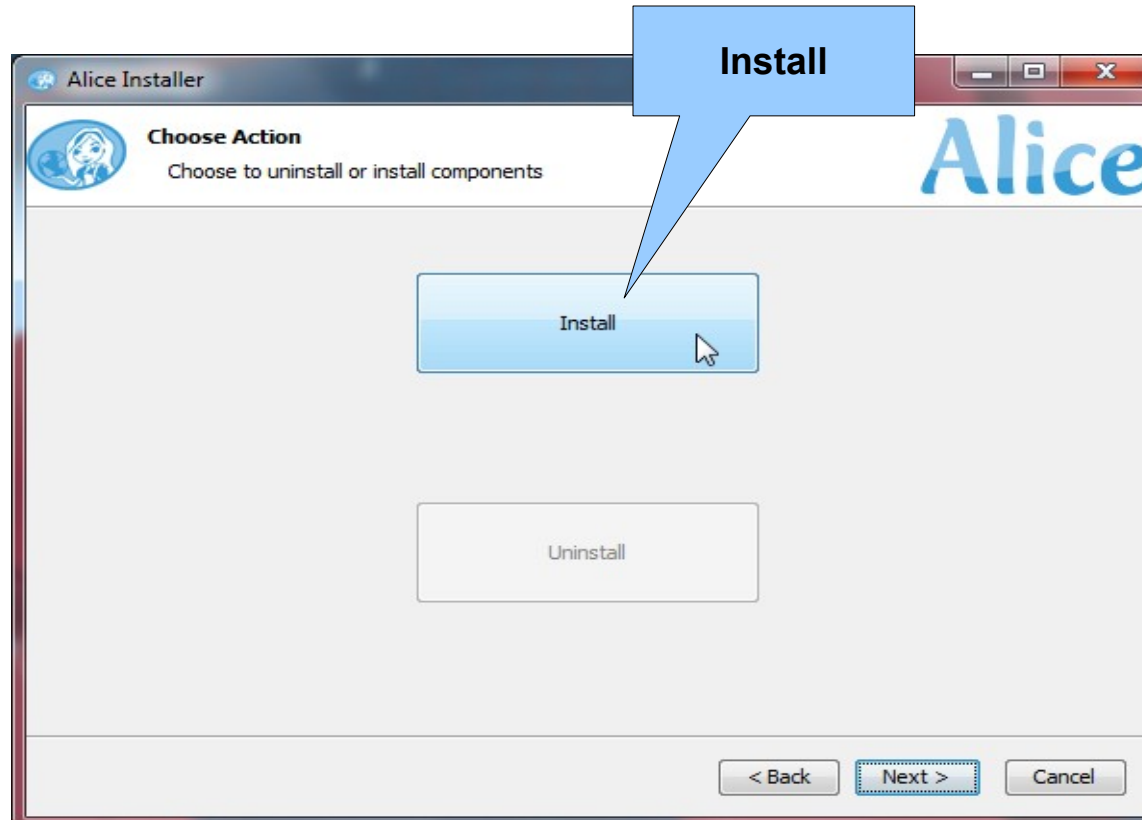 Install
Alice Installer
Choose Action
Choose to uninstall or install components
Alice
Install
Uninstall
< Back Next > Cancel